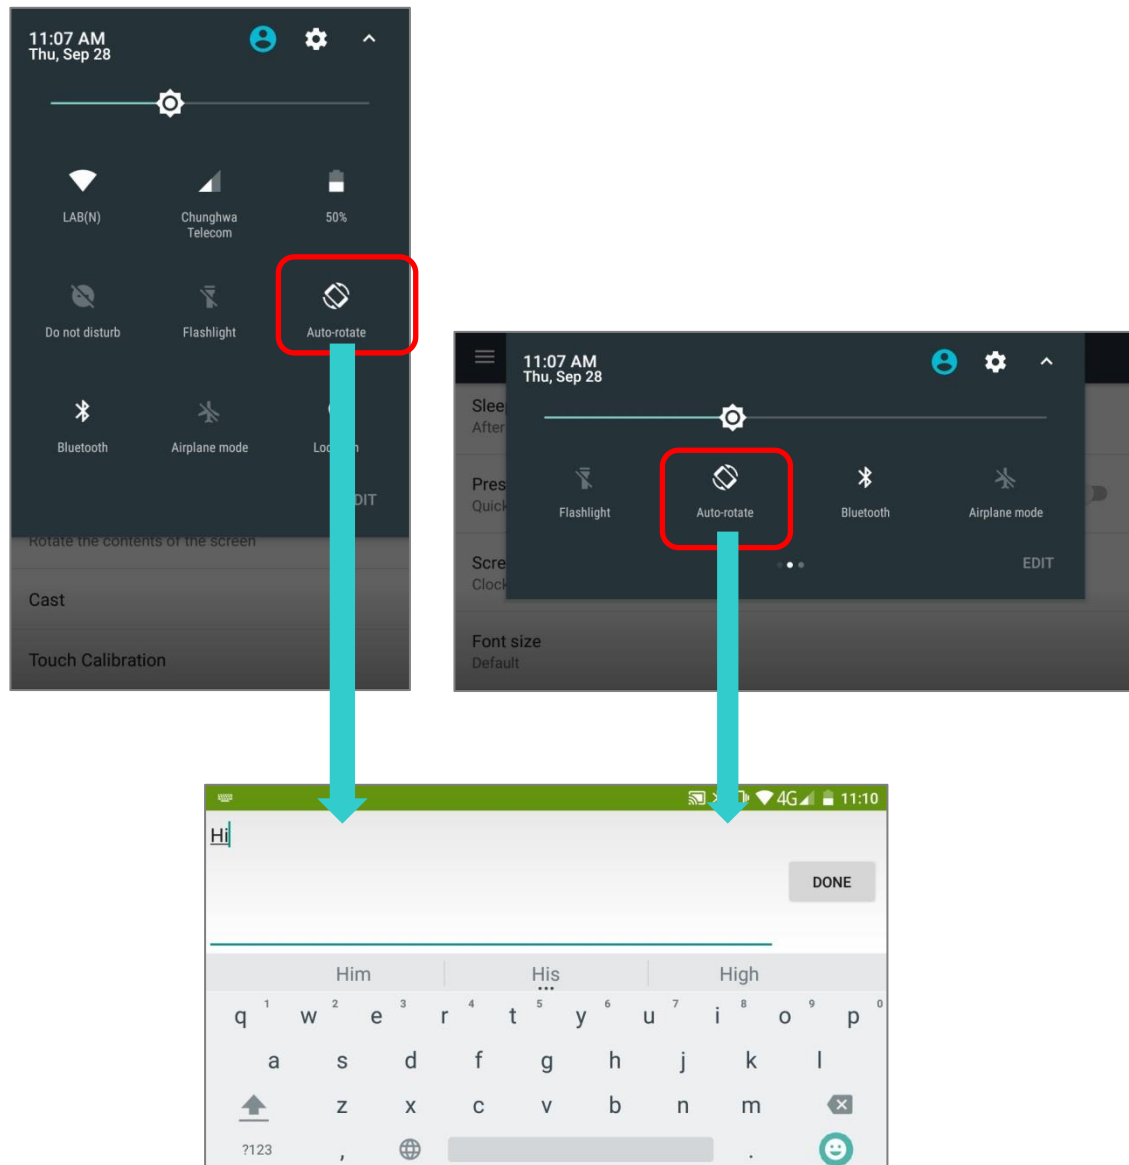 11:07 AM
Thu, Sep 28
LAB(N)
Chunghwa
Telecom
50%
Do not disturb
Flashlight
Auto-rotate
Bluetooth
Airplane mode
Rotate the contents of the screen
Cast
Touch Calibration
11:07 AM
Thu, Sep 28
After
Quick
Flashlight
Auto-rotate
Bluetooth
Airplane mode
EDIT
Clock
Font size
Default
4G 11:10
Hi
DONE
Him His High
q 1 w 2 e 3 r 4 t 5 y 6 u 7 i 8 o 9 p 0
a s d f g h j k l
z x c v b n m
?123 , .